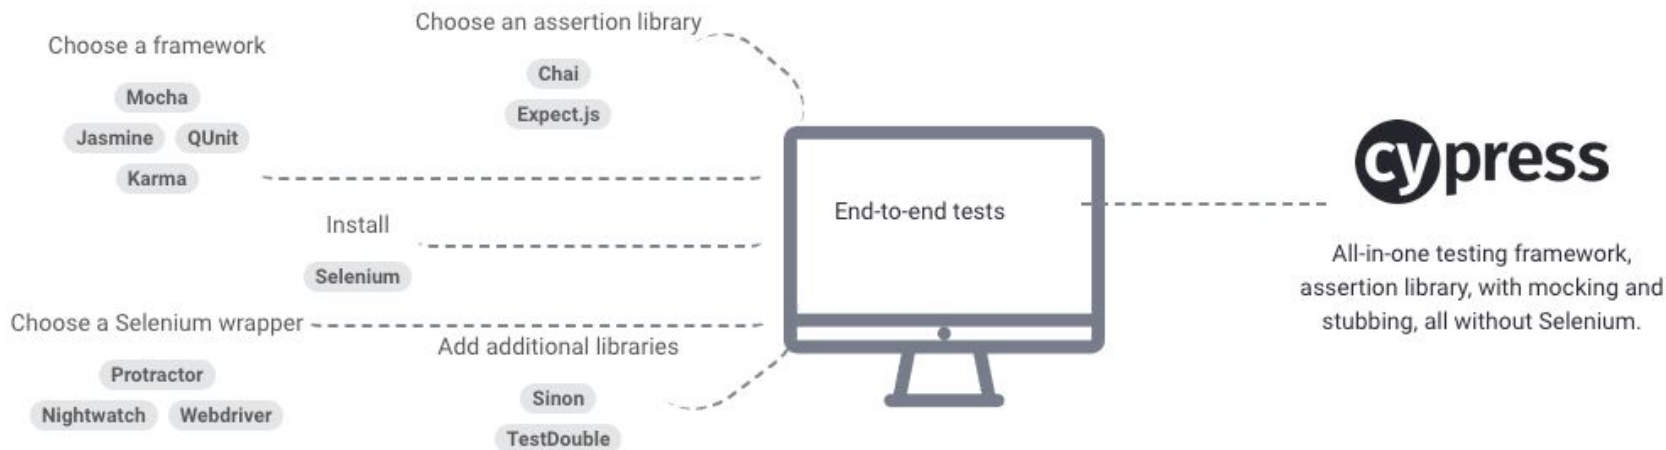 Choose an assertion library
Chai
Expect.js
Choose a framework
Mocha
Jasmine QUnit
Karma
Install
Selenium
Choose a Selenium wrapper
Protractor
Nightwatch Webdriver
Add additional libraries
Sinon
TestDouble
End-to-end tests
cypress
All-in-one testing framework,
assertion library, with mocking and
stubbing, all without Selenium.